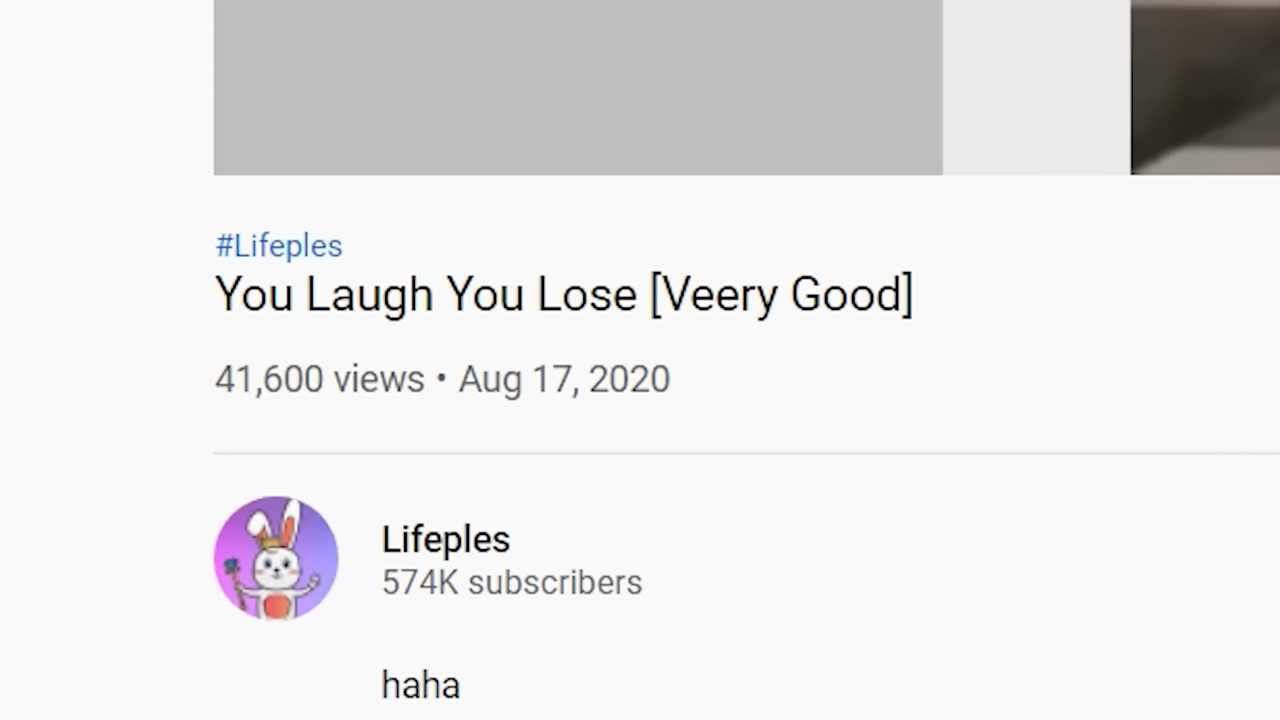 #Lifeples
You Laugh You Lose [Veery Good]
41,600 views • Aug 17, 2020
Lifeples
574K subscribers
haha